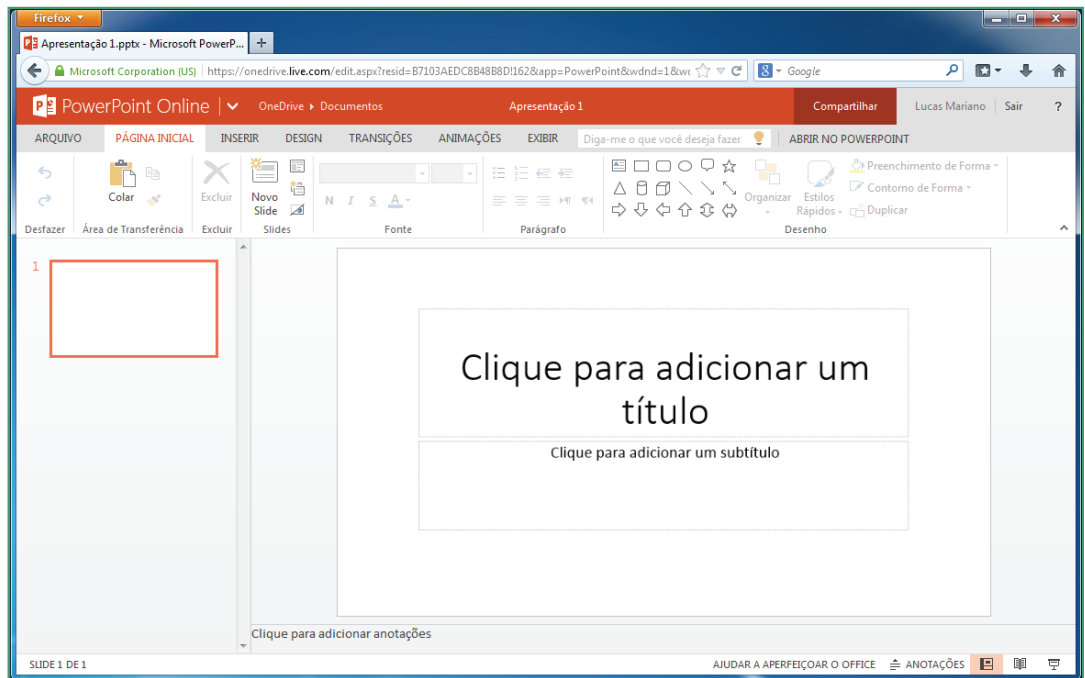 Firefox
Apresentação 1.pptx - Microsoft PowerP...
Microsoft Corporation (US) https://onedrive.live.com/edit.aspx?resid=B7103AEDC8B48B8D!162&app=PowerPoint&wdnd=1&wc Google
PowerPoint Online OneDrive Documentos Apresentação 1 Compartilhar Lucas Mariano Sair ?
ARQUIVO PÁGINA INICIAL INSERIR DESIGN TRANSIÇÕES ANIMAÇÕES EXIBIR Diga-me o que você deseja fazer ABRIR NO POWERPOINT
Colar Excluir Novo Slide N I S A Organizar Estilos Rápidos Preenchimento de Forma
Contorno de Forma
Duplicar
Desfazer Área de Transferência Excluir Slides Fonte Parágrafo Desenho
1
Clique para adicionar um
título
Clique para adicionar um subtítulo
Clique para adicionar anotações
SLIDE 1 DE 1 AJUDAR A APERFEIÇOAR O OFFICE ANOTAÇÕES